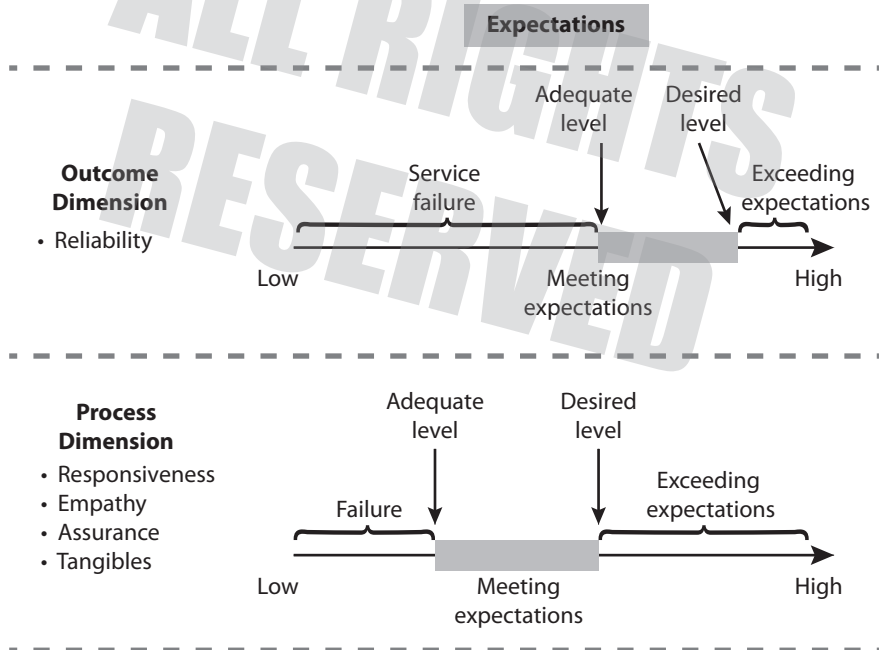 ALL RIGHTS
RESERVED
Expectations
Outcome
Dimension
• Reliability
Service
failure
Adequate
level
Desired
level
Exceeding
expectations
Low
Meeting
expectations
High
Process
Dimension
• Responsiveness
• Empathy
• Assurance
• Tangibles
Failure
Adequate
level
Desired
level
Exceeding
expectations
Low
Meeting
expectations
High